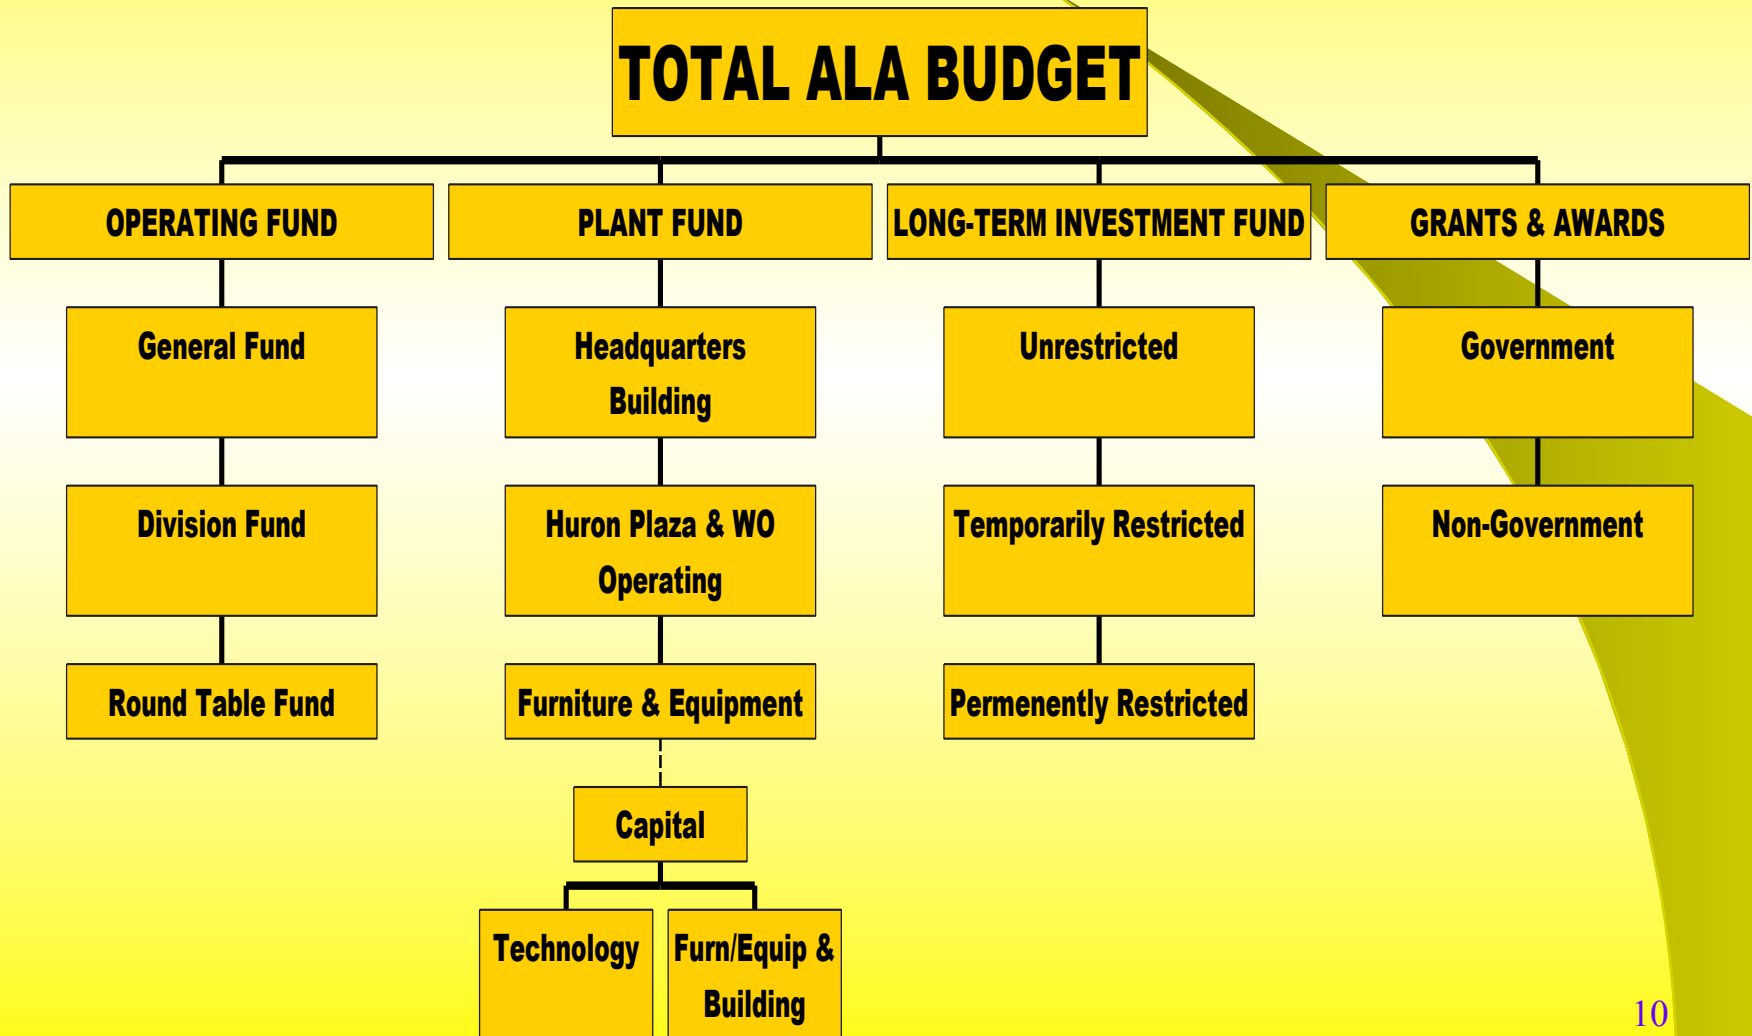 TOTAL ALA BUDGET
OPERATING FUND
PLANT FUND
LONG-TERM INVESTMENT FUND
GRANTS & AWARDS
General Fund
Headquarters
Building
Unrestricted
Government
Division Fund
Huron Plaza & WO
Operating
Temporarily Restricted
Non-Government
Round Table Fund
Furniture & Equipment
Permenently Restricted
Capital
Technology
Furn/Equip &
Building
10